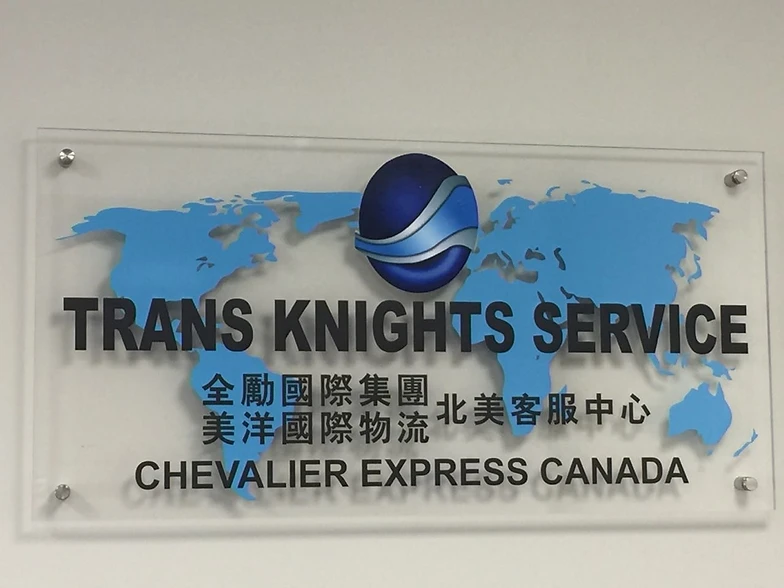 TRANS KNIGHTS SERVICE
全勵國際集團
美洋國際物流
北美客服中心
CHEVALIER EXPRESS CANADA